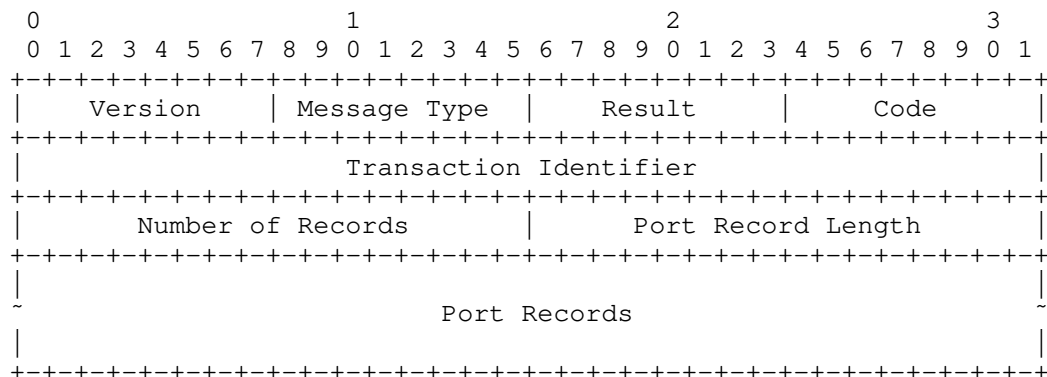 0                   1                   2                   3
 0 1 2 3 4 5 6 7 8 9 0 1 2 3 4 5 6 7 8 9 0 1 2 3 4 5 6 7 8 9 0 1
+-+-+-+-+-+-+-+-+-+-+-+-+-+-+-+-+-+-+-+-+-+-+-+-+-+-+-+-+-+-+-+-+
|    Version    | Message Type  |    Result     |     Code      |
+-+-+-+-+-+-+-+-+-+-+-+-+-+-+-+-+-+-+-+-+-+-+-+-+-+-+-+-+-+-+-+-+
|                    Transaction Identifier                     |
+-+-+-+-+-+-+-+-+-+-+-+-+-+-+-+-+-+-+-+-+-+-+-+-+-+-+-+-+-+-+-+-+
|       Number of Records       |      Port Record Length       |
+-+-+-+-+-+-+-+-+-+-+-+-+-+-+-+-+-+-+-+-+-+-+-+-+-+-+-+-+-+-+-+-+
|                                                               |
~                          Port Records                         ~
|                                                               |
+-+-+-+-+-+-+-+-+-+-+-+-+-+-+-+-+-+-+-+-+-+-+-+-+-+-+-+-+-+-+-+-+